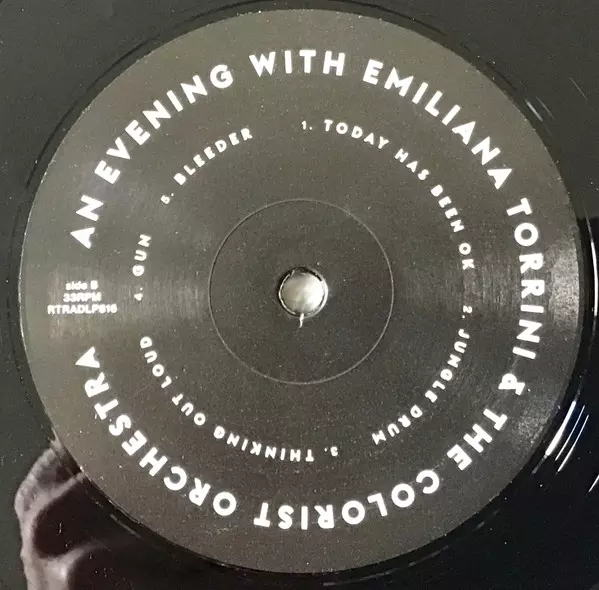 AN EVENING WITH EMILIANA TORRINI & THE COLORIST ORCHESTRA
1. TODAY HAS BEEN OK
2. JUNGLE DRUM
3. THINKING OUT LOUD
4. GUN
5. BLEEDER
side B
33RPM
RTRADLP816